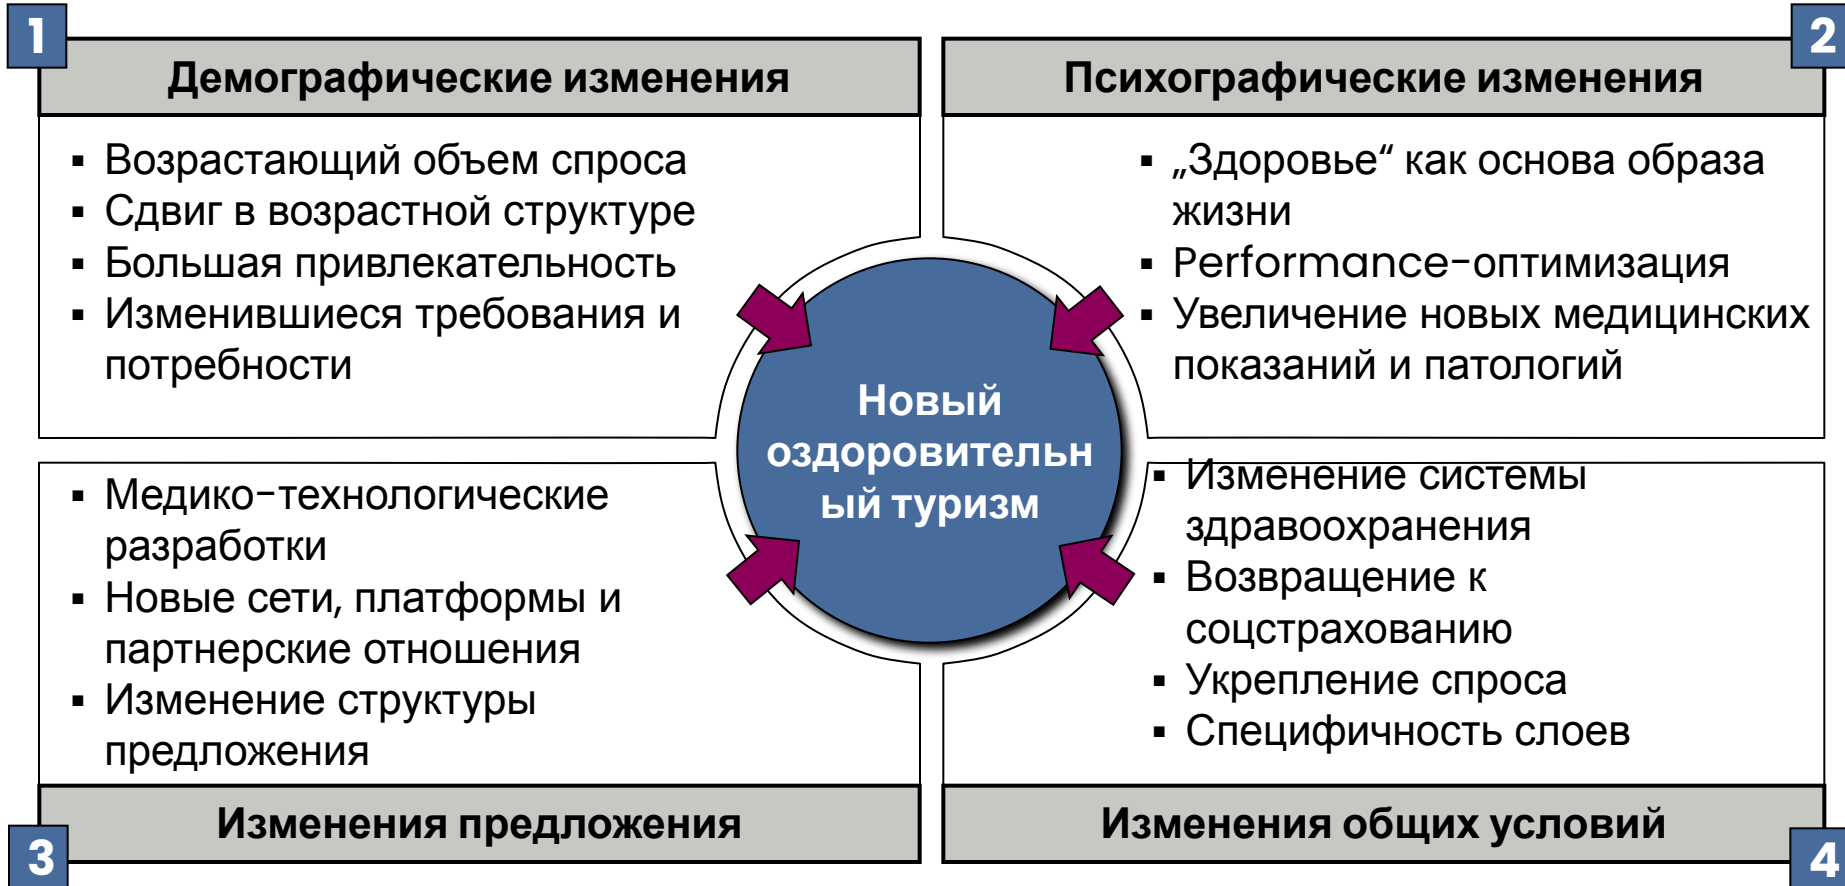 1
Демографические изменения
▪ Возрастающий объем спроса
▪ Сдвиг в возрастной структуре
▪ Большая привлекательность
▪ Изменившиеся требования и
потребности
2
Психографические изменения
▪ „Здоровье“ как основа образа
жизни
▪ Performance-оптимизация
▪ Увеличение новых медицинских
показаний и патологий
Новый
оздоровительн
ый туризм
▪ Медико-технологические
разработки
▪ Новые сети, платформы и
партнерские отношения
▪ Изменение структуры
предложения
Изменения предложения
3
▪ Изменение системы
здравоохранения
▪ Возвращение к
соцстрахованию
▪ Укрепление спроса
▪ Специфичность слоев
Изменения общих условий
4